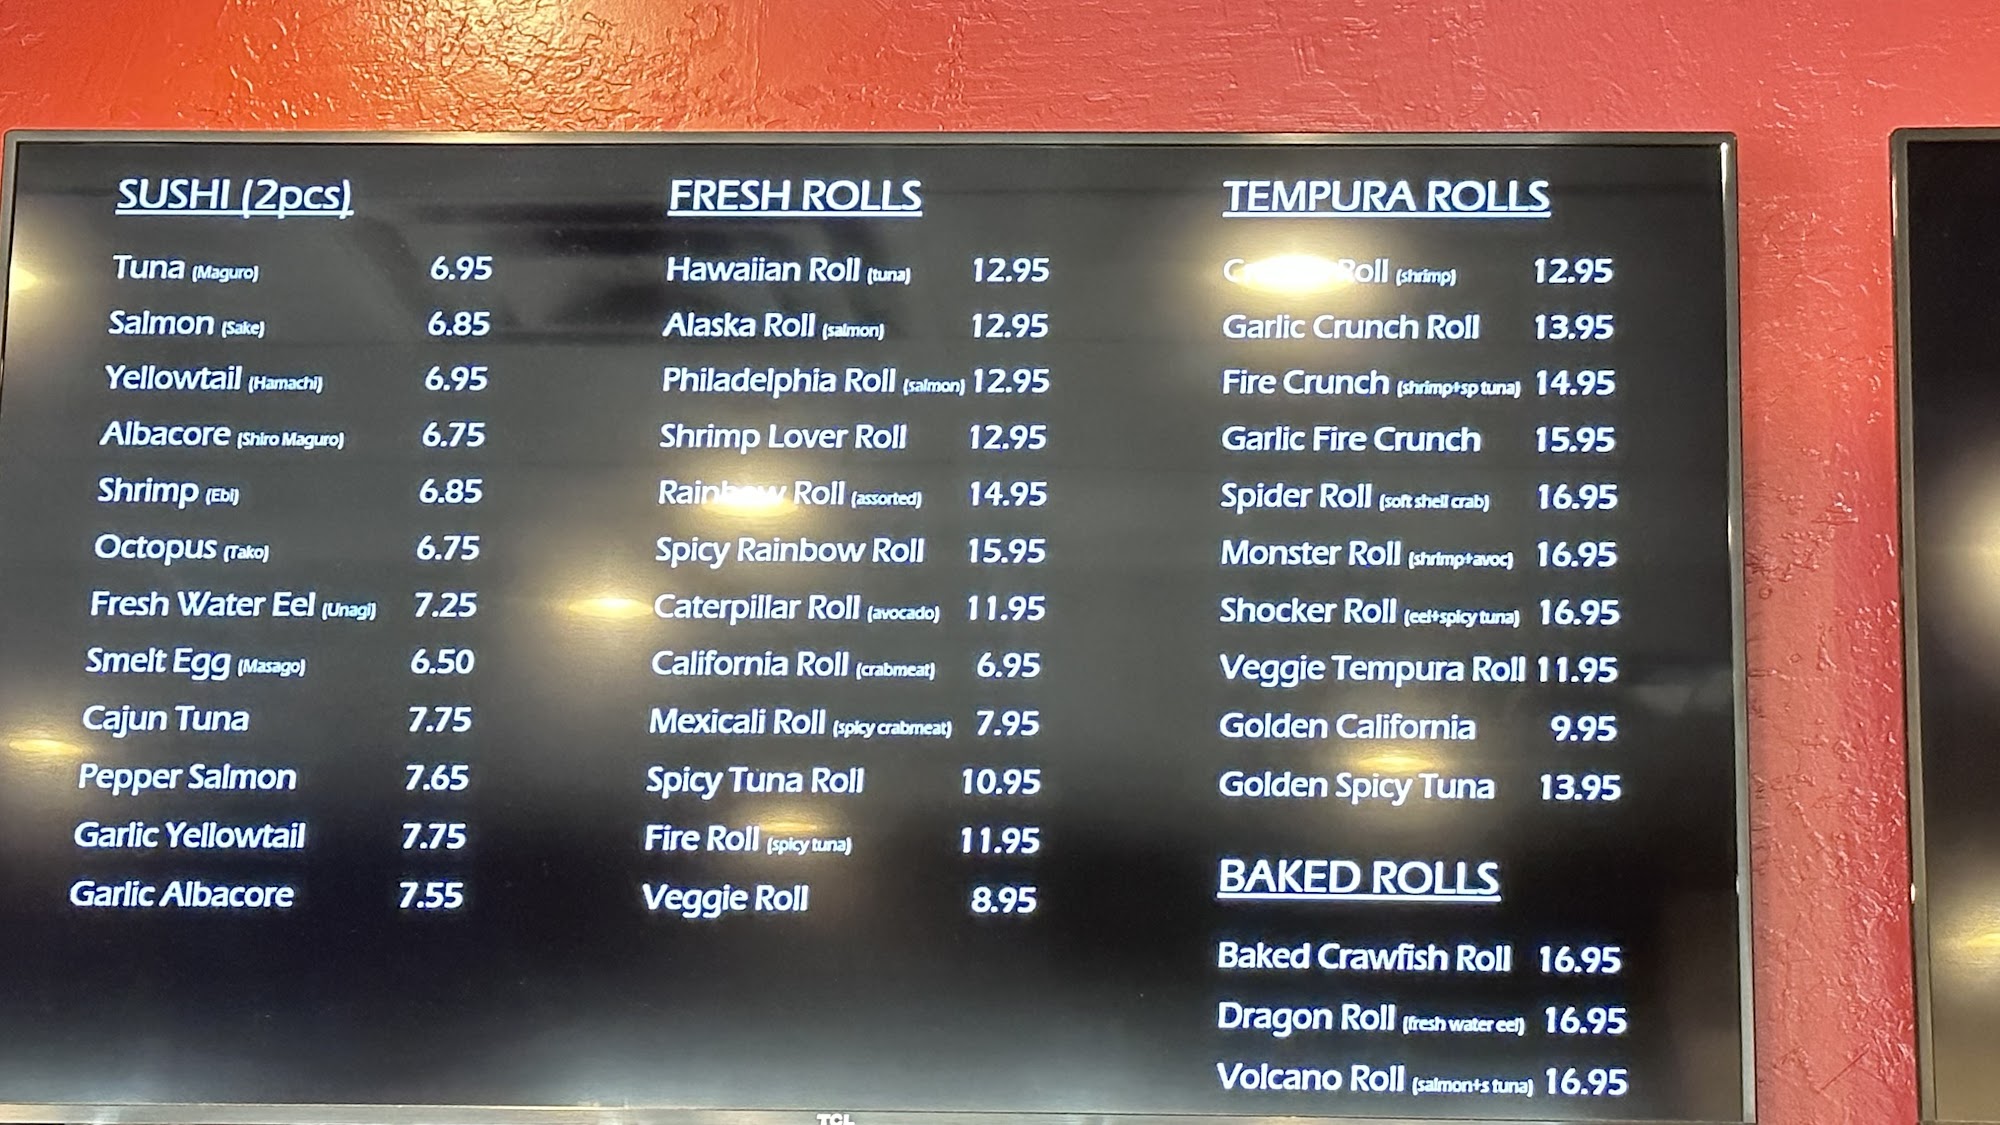 SUSHI (2pcs)
Tuna (Maguro) 6.95
Salmon (Sake) 6.85
Yellowtail (Hamachi) 6.95
Albacore (Shiro Maguro) 6.75
Shrimp (Ebi) 6.85
Octopus (Tako) 6.75
Fresh Water Eel (Unagi) 7.25
Smelt Egg (Masago) 6.50
Cajun Tuna 7.75
Pepper Salmon 7.65
Garlic Yellowtail 7.75
Garlic Albacore 7.55
FRESH ROLLS
Hawaiian Roll (tuna) 12.95
Alaska Roll (salmon) 12.95
Philadelphia Roll (salmon) 12.95
Shrimp Lover Roll 12.95
Rainbow Roll (assorted) 14.95
Spicy Rainbow Roll 15.95
Caterpillar Roll (avocado) 11.95
California Roll (crabmeat) 6.95
Mexicali Roll (spicy crabmeat) 7.95
Spicy Tuna Roll 10.95
Fire Roll (spicy tuna) 11.95
Veggie Roll 8.95
TEMPURA ROLLS
Roll (shrimp) 12.95
Garlic Crunch Roll 13.95
Fire Crunch (shrimp+sp tuna) 14.95
Garlic Fire Crunch 15.95
Spider Roll (soft shell crab) 16.95
Monster Roll (shrimp+avoc) 16.95
Shocker Roll (eel+spicy tuna) 16.95
Veggie Tempura Roll 11.95
Golden California 9.95
Golden Spicy Tuna 13.95
BAKED ROLLS
Baked Crawfish Roll 16.95
Dragon Roll (fresh water eel) 16.95
Volcano Roll (salmon+s tuna) 16.95
TCL